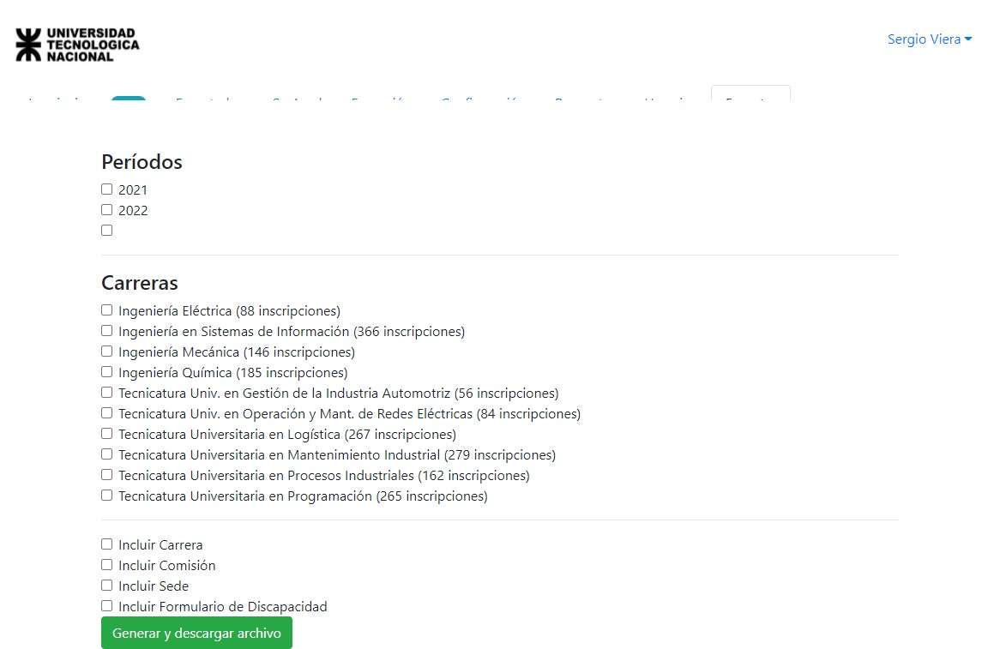 UNIVERSIDAD
TECNOLOGICA
NACIONAL
Sergio Viera
Períodos
2021
2022
Carreras
Ingeniería Eléctrica (88 inscripciones)
Ingeniería en Sistemas de Información (366 inscripciones)
Ingeniería Mecánica (146 inscripciones)
Ingeniería Química (185 inscripciones)
Tecnicatura Univ. en Gestión de la Industria Automotriz (56 inscripciones)
Tecnicatura Univ. en Operación y Mant. de Redes Eléctricas (84 inscripciones)
Tecnicatura Universitaria en Logística (267 inscripciones)
Tecnicatura Universitaria en Mantenimiento Industrial (279 inscripciones)
Tecnicatura Universitaria en Procesos Industriales (162 inscripciones)
Tecnicatura Universitaria en Programación (265 inscripciones)
Incluir Carrera
Incluir Comisión
Incluir Sede
Incluir Formulario de Discapacidad
Generar y descargar archivo